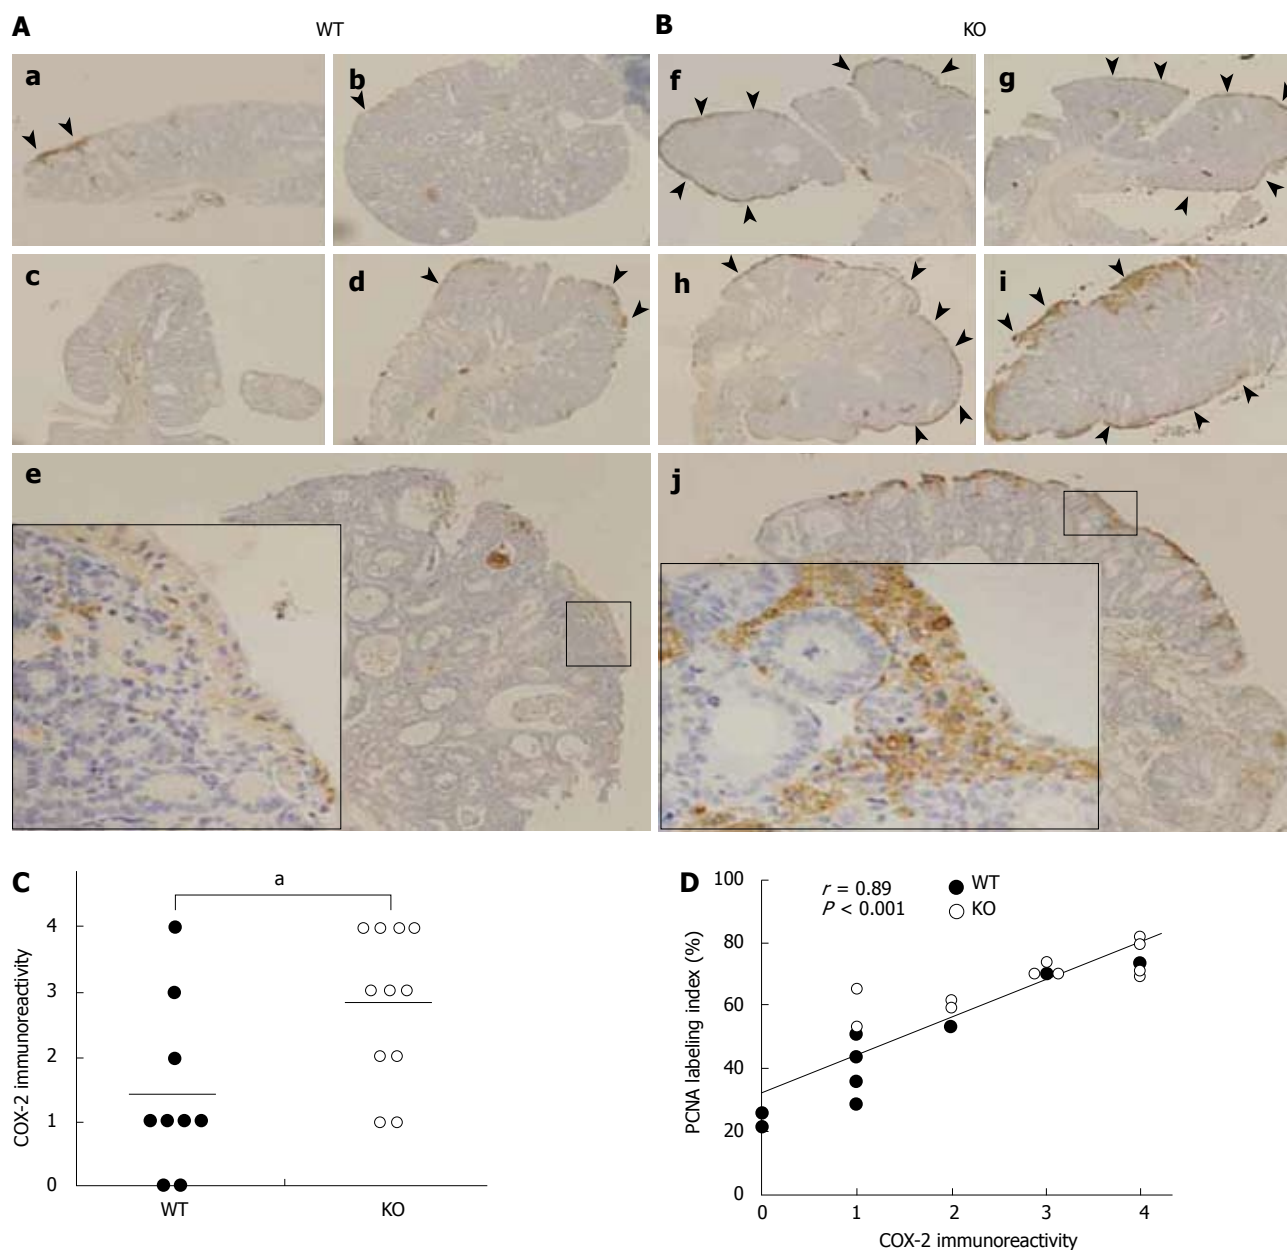 A WT B KO
a b f g
c d h i
e j
C a
COX-2 immunoreactivity
4
3
2
1
0
WT KO
D
r = 0.89
P < 0.001
WT
KO
PCNA labeling index (%)
100
80
60
40
20
0
0 1 2 3 4
COX-2 immunoreactivity